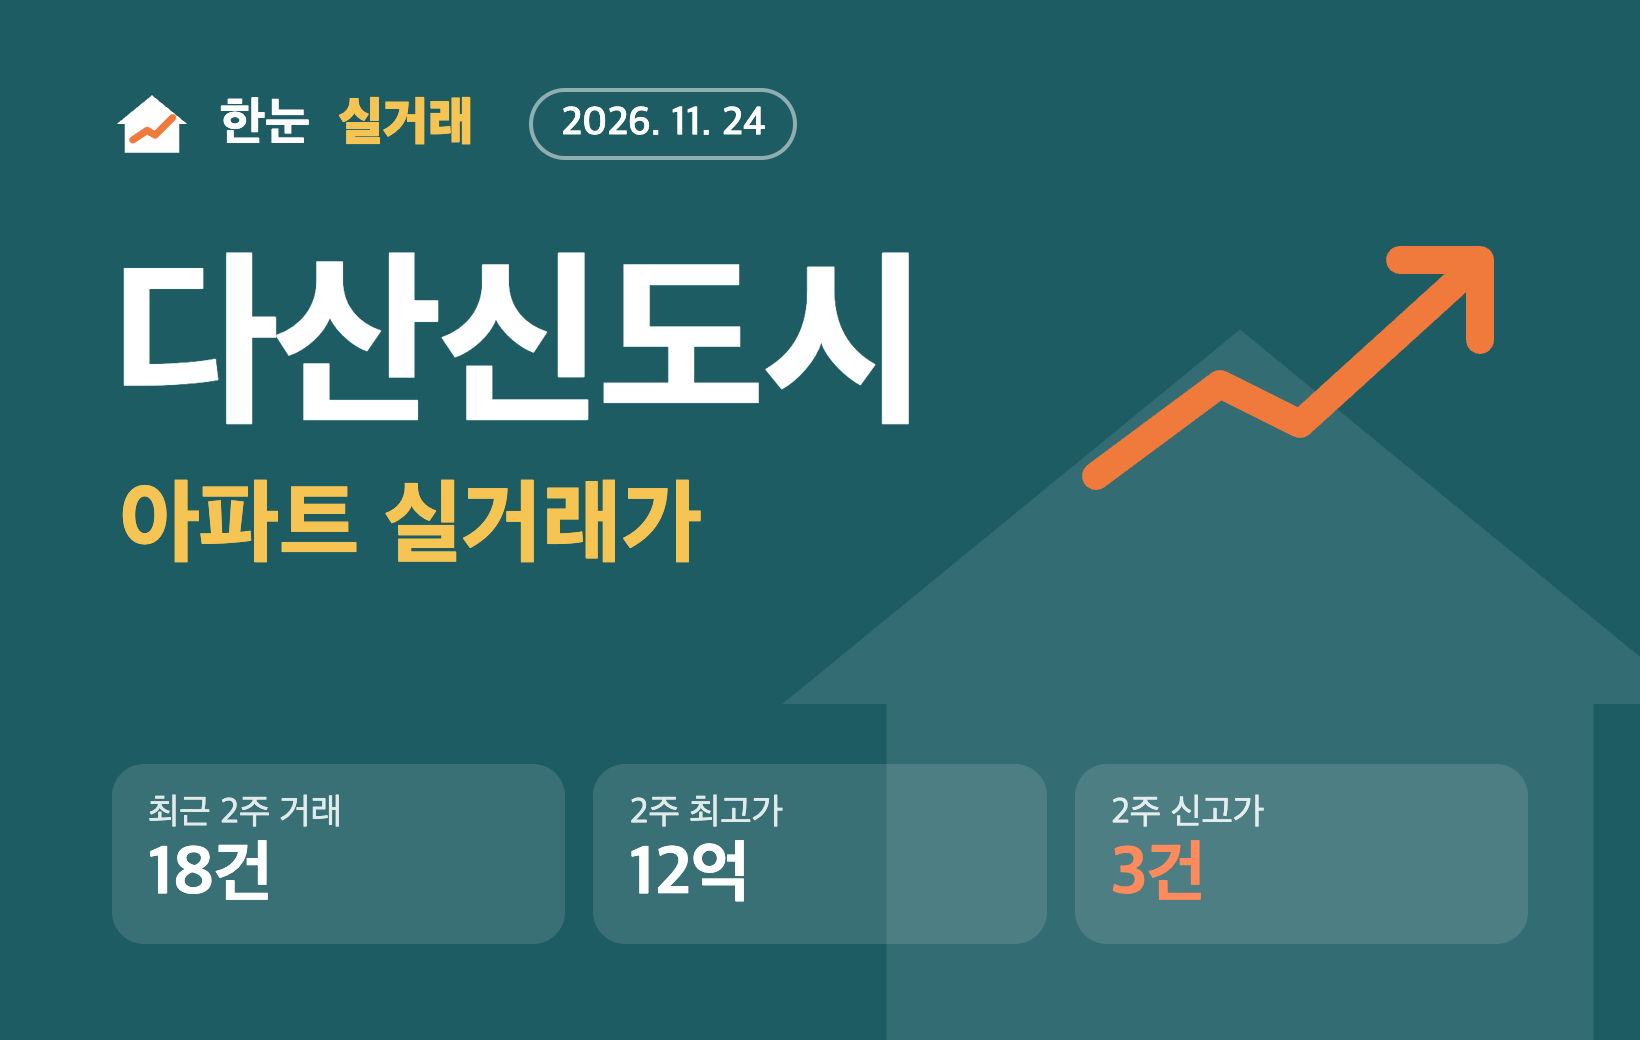 한눈 실거래 2026. 11. 24
다산신도시
아파트 실거래가
최근 2주 거래
18건
2주 최고가
12억
2주 신고가
3건